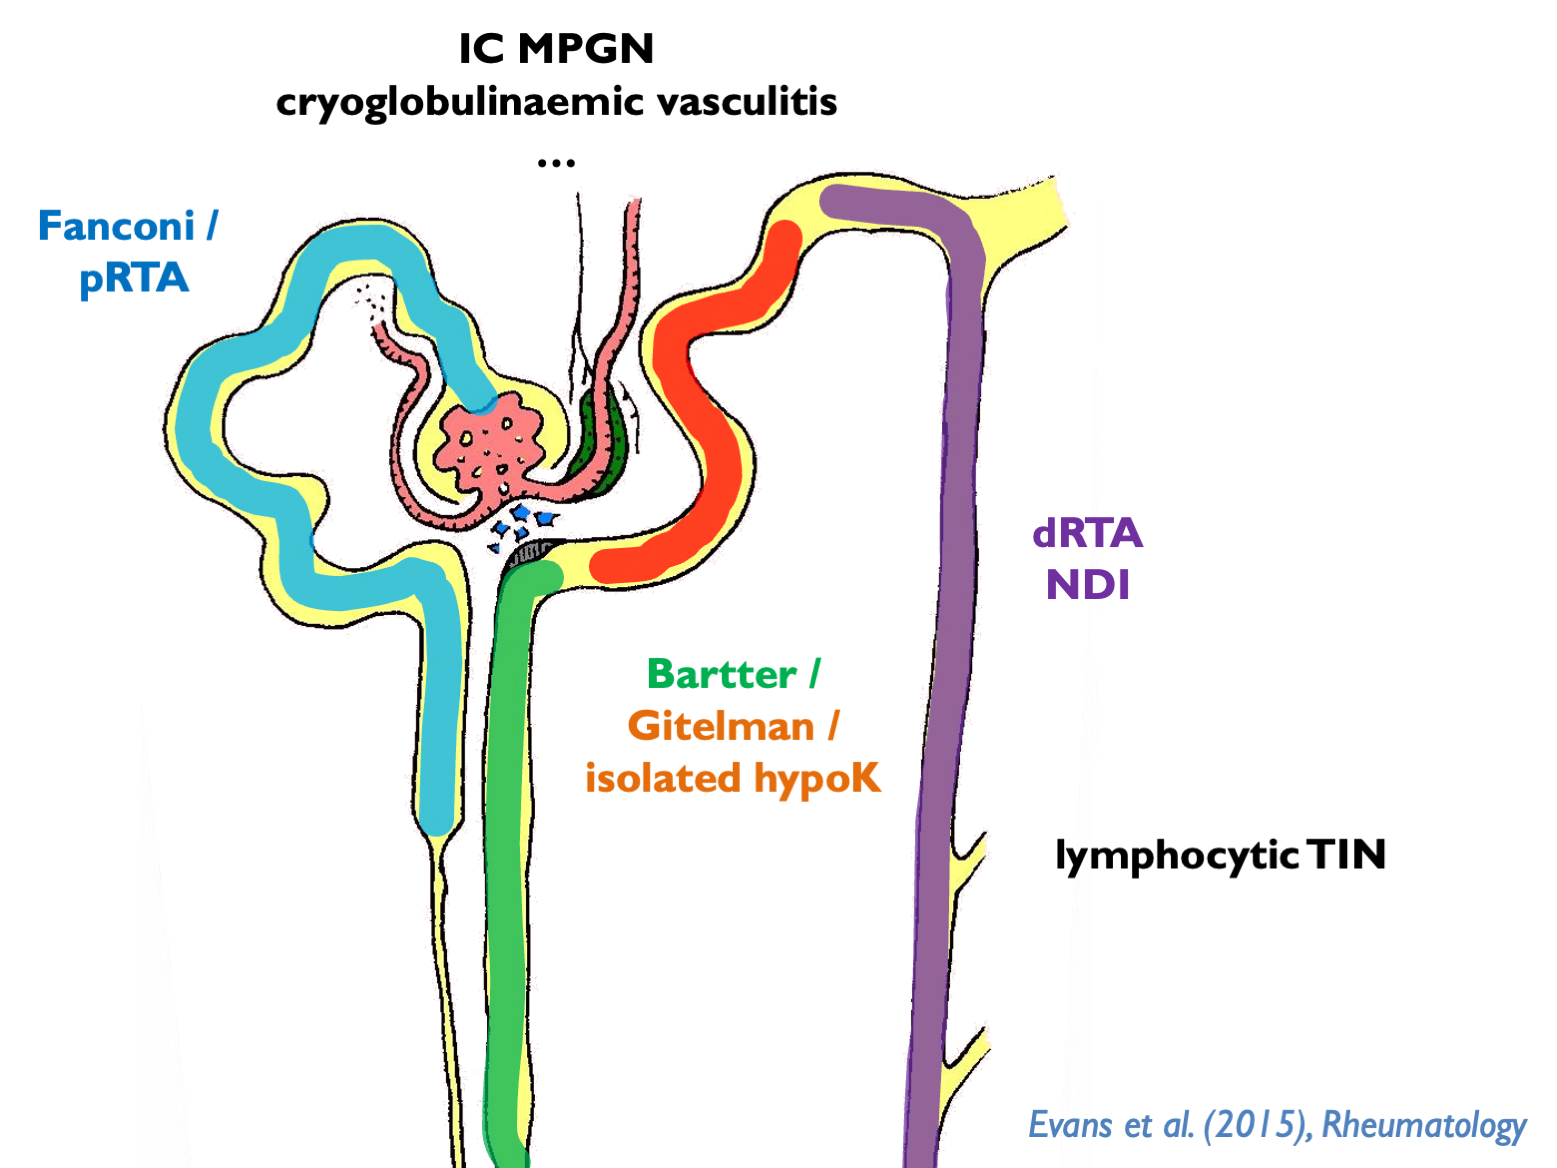 IC MPGN
cryoglobulinaemic vasculitis
...
Fanconi /
pRTA
dRTA
NDI
Bartter /
Gitelman /
isolated hypoK
lymphocytic TIN
Evans et al. (2015), Rheumatology